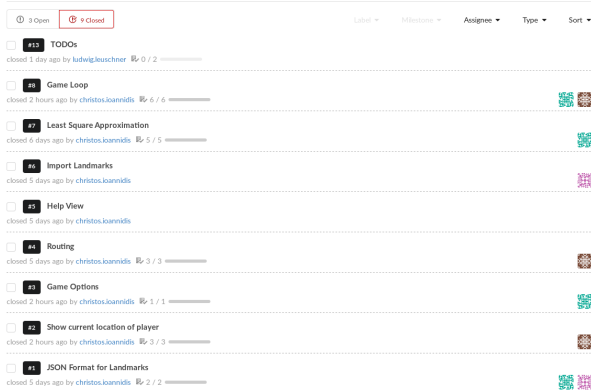 3 Open 9 Closed Label Milestone Assignee Type Sort
#13 TODOs
closed 1 day ago by ludwig.leuschner 0 / 2
#8 Game Loop
closed 2 hours ago by christos.ioannidis 6 / 6
#7 Least Square Approximation
closed 6 days ago by christos.ioannidis 5 / 5
#6 Import Landmarks
closed 5 days ago by christos.ioannidis
#5 Help View
closed 5 days ago by christos.ioannidis
#4 Routing
closed 5 days ago by christos.ioannidis 3 / 3
#3 Game Options
closed 2 hours ago by christos.ioannidis 1 / 1
#2 Show current location of player
closed 2 hours ago by christos.ioannidis 3 / 3
#1 JSON Format for Landmarks
closed 5 days ago by christos.ioannidis 2 / 2